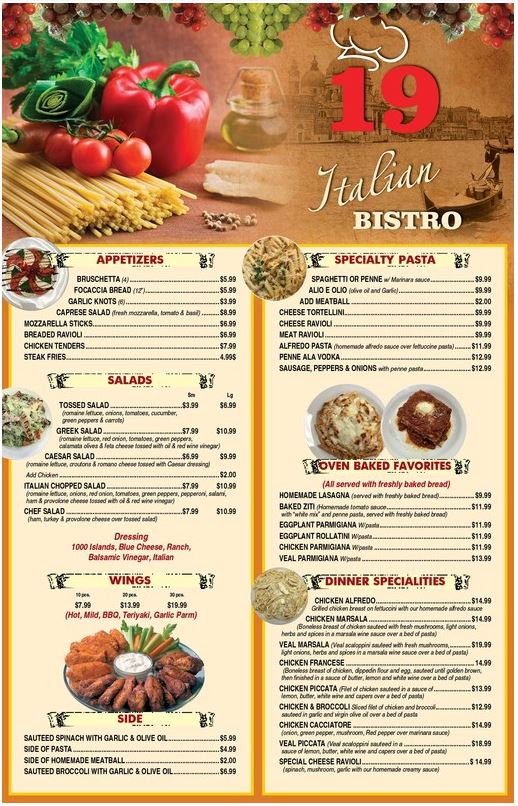 19
Italian
BISTRO
APPETIZERS
BRUSCHETTA (4) $5.99
FOCACCIA BREAD (12") $5.99
GARLIC KNOTS (6) $3.99
CAPRESE SALAD (fresh mozzarella, tomato & basil) $8.99
MOZZARELLA STICKS $6.99
BREADED RAVIOLI $6.99
CHICKEN TENDERS $7.99
STEAK FRIES 4.99$
SALADS
Sm Lg
TOSSED SALAD $3.99 $6.99
(romaine lettuce, onions, tomatoes, cucumber,
green peppers & carrots)
GREEK SALAD $7.99 $10.99
(romaine lettuce, red onion, tomatoes, green peppers,
calamata olives & feta cheese tossed with oil & red wine vinegar)
CAESAR SALAD $6.99 $9.99
(romaine lettuce, croutons & romano cheese tossed with Caesar dressing)
Add Chicken $2.00
ITALIAN CHOPPED SALAD $7.99 $10.99
(romaine lettuce, onions, red onion, tomatoes, green peppers, pepperoni, salami,
ham & provolone cheese tossed with oil & red wine vinegar)
CHEF SALAD $7.99 $10.99
(ham, turkey & provolone cheese over tossed salad)
Dressing
1000 Islands, Blue Cheese, Ranch,
Balsamic Vinegar, Italian
WINGS
10 pcs. 20 pcs. 30 pcs.
$7.99 $13.99 $19.99
(Hot, Mild, BBQ, Teriyaki, Garlic Parm)
SIDE
SAUTEED SPINACH WITH GARLIC & OLIVE OIL $5.99
SIDE OF PASTA $4.99
SIDE OF HOMEMADE MEATBALL $2.00
SAUTEED BROCCOLI WITH GARLIC & OLIVE OIL $6.99
SPECIALTY PASTA
SPAGHETTI OR PENNE w/ Marinara sauce $9.99
ALIO E OLIO (olive oil and Garlic) $9.99
ADD MEATBALL $2.00
CHEESE TORTELLINI $9.99
CHEESE RAVIOLI $9.99
MEAT RAVIOLI $9.99
ALFREDO PASTA (homemade alfredo sauce over fettuccine pasta) $11.99
PENNE ALA VODKA $12.99
SAUSAGE, PEPPERS & ONIONS with penne pasta $12.99
OVEN BAKED FAVORITES
(All served with freshly baked bread)
HOMEMADE LASAGNA (served with freshly baked bread) $9.99
BAKED ZITI (Homemade tomato sauce $11.99
with "white mix" and penne pasta, served with freshly baked bread)
EGGPLANT PARMIGIANA W/pasta $11.99
EGGPLANT ROLLATINI W/pasta $11.99
CHICKEN PARMIGIANA W/pasta $11.99
VEAL PARMIGIANA W/pasta $13.99
DINNER SPECIALITIES
CHICKEN ALFREDO $14.99
Grilled chicken breast on fettuccini with our homemade alfredo sauce
CHICKEN MARSALA $14.99
(Boneless breast of chicken sauteed with fresh mushrooms, light onions,
herbs and spices in a marsala wine sauce over a bed of pasta)
VEAL MARSALA (Veal scaloppini sauteed with fresh mushrooms, $19.99
light onions, herbs and spices in a marsala wine sauce over a bed of pasta)
CHICKEN FRANCESE 14.99
(Boneless breast of chicken, dippedin flour and egg, sauteed until golden brown,
then finished in a sauce of butter, lemon and white wine over a bed of pasta)
CHICKEN PICCATA (Filet of chicken sauteed in a sauce of $13.99
lemon, butter, white wine and capers over a bed of pasta)
CHICKEN & BROCCOLI Sliced filet of chicken and broccoli $12.99
sauteed in garlic and virgin olive oil over a bed of pasta
CHICKEN CACCIATORE $14.99
(onion, green pepper, mushroom, Red pepper over marinara sauce)
VEAL PICCATA (Veal scaloppini sauteed in a $18.99
sauce of lemon, butter, white wine and capers over a bed of pasta)
SPECIAL CHEESE RAVIOLI $ 14.99
(spinach, mushroom, garlic with our homemade creamy sauce)